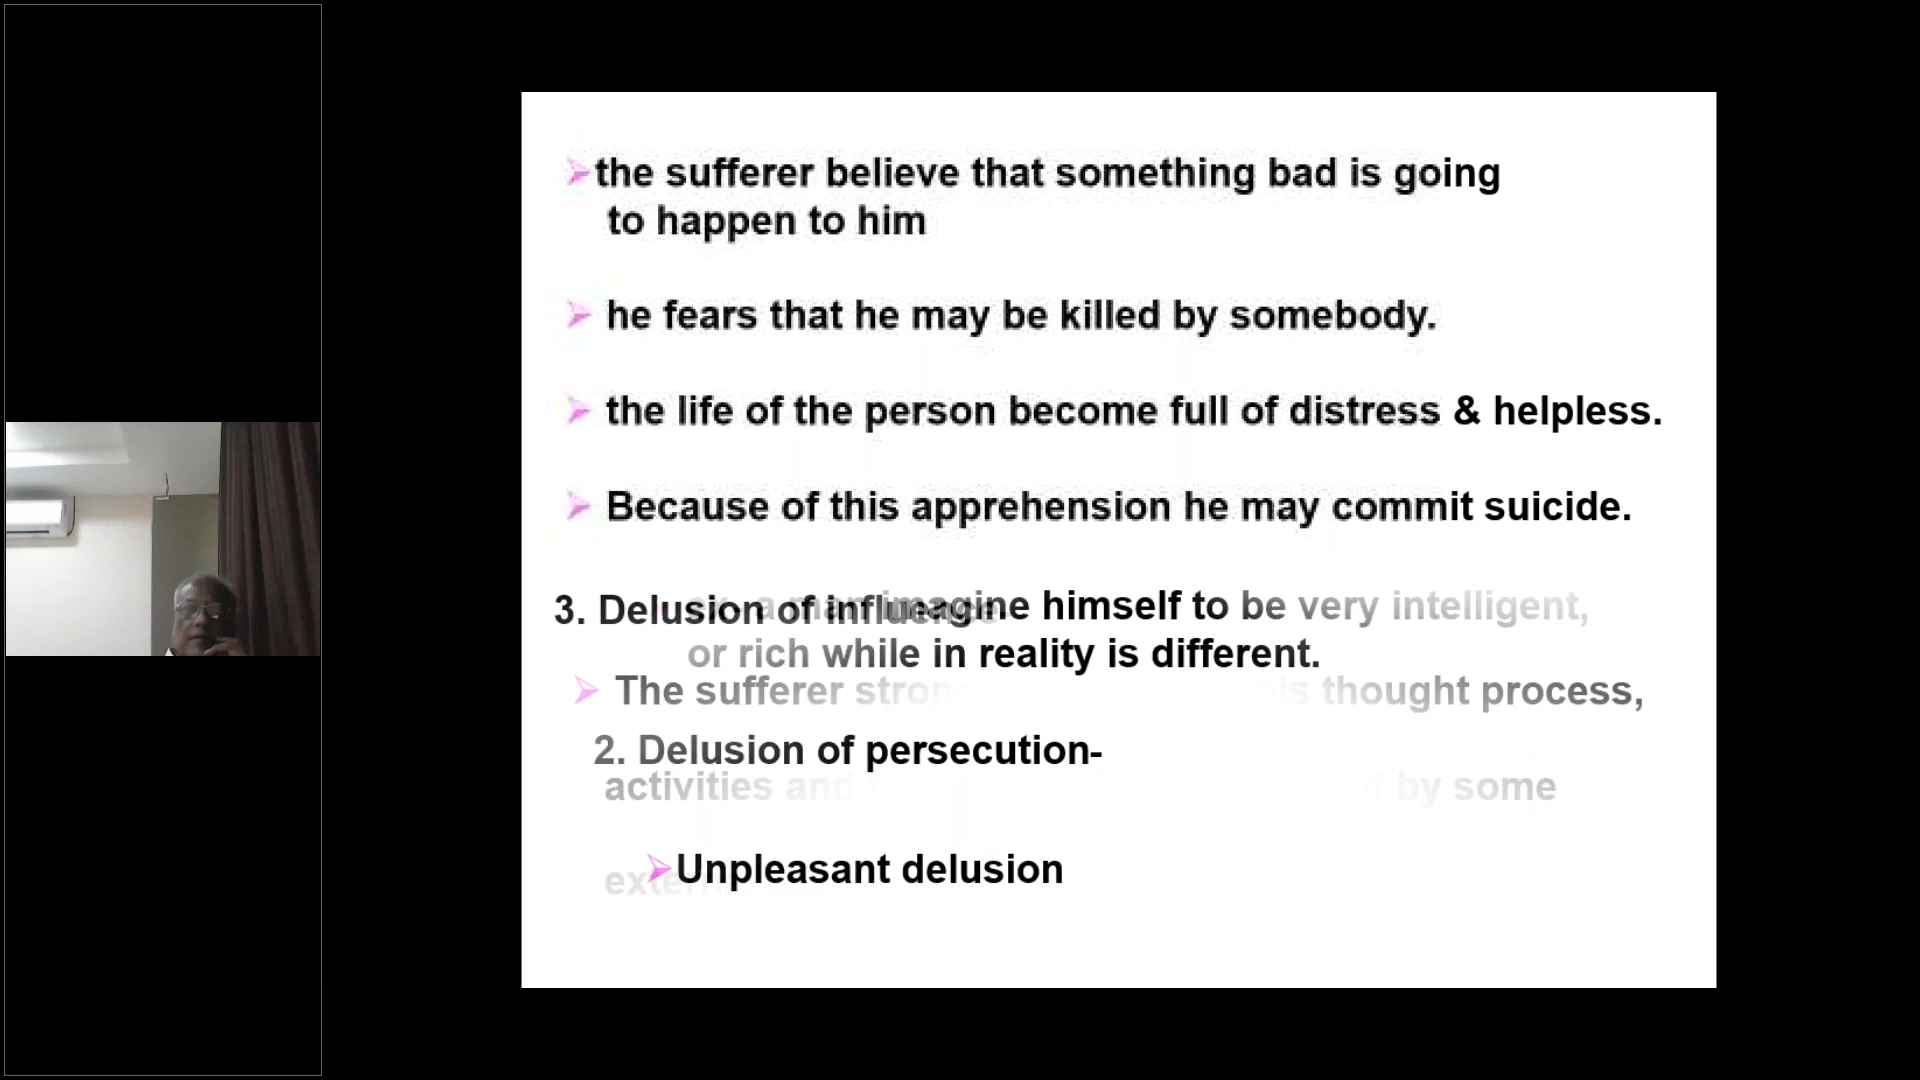 ➢the sufferer believe that something bad is going
to happen to him
➢ he fears that he may be killed by somebody.
➢ the life of the person become full of distress & helpless.
➢ Because of this apprehension he may commit suicide.
3. Delusion of influence
a man imagine himself to be very intelligent,
or rich while in reality is different.
➢ The sufferer thought process,
2. Delusion of persecution-
activities and by some
➢Unpleasant delusion